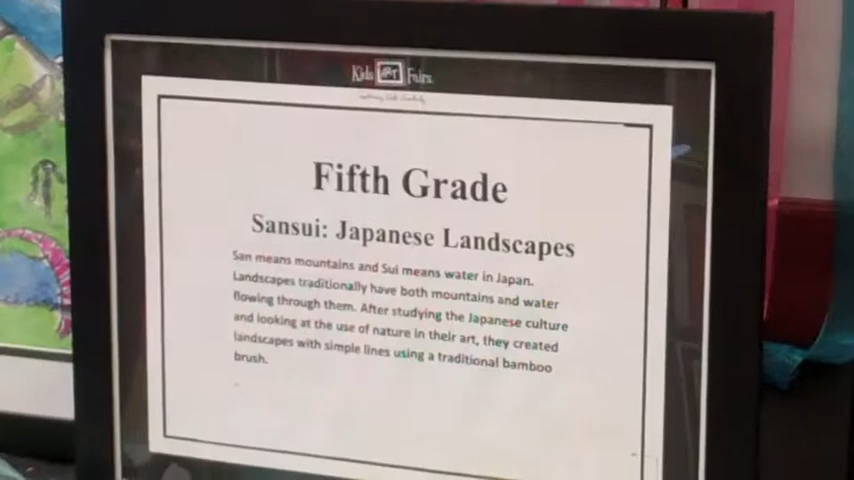 Kids Art Fairs
Fifth Grade
Sansui: Japanese Landscapes
San means mountains and Sui means water in Japan.
Landscapes traditionally have both mountains and water
flowing through them. After studying the Japanese culture
and looking at the use of nature in their art, they created
landscapes with simple lines using a traditional bamboo
brush.